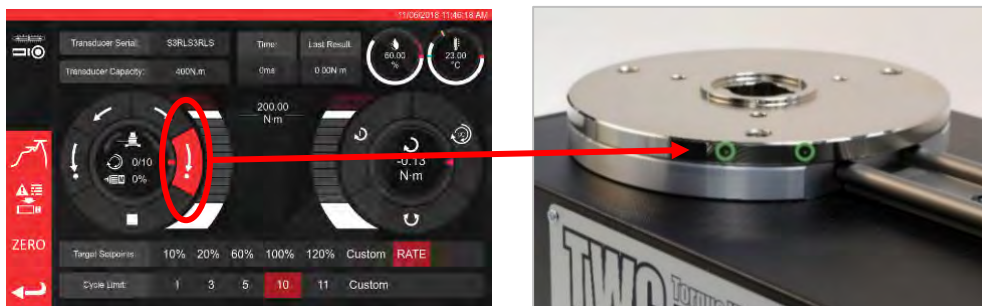 11/06/2018 11:46:18 AM
Transducer Serial: S3RLS3RLS
Time: Last Result:
60.00 %
23.00 °C
Transducer Capacity: 400N.m
0ms 0.00N m
200.00
N·m
0/10
0%
-0.13
N·m
ZERO
Target Setpoints 10% 20% 60% 100% 120% Custom RATE
Cycle Limit: 1 3 5 10 11 Custom
TWC